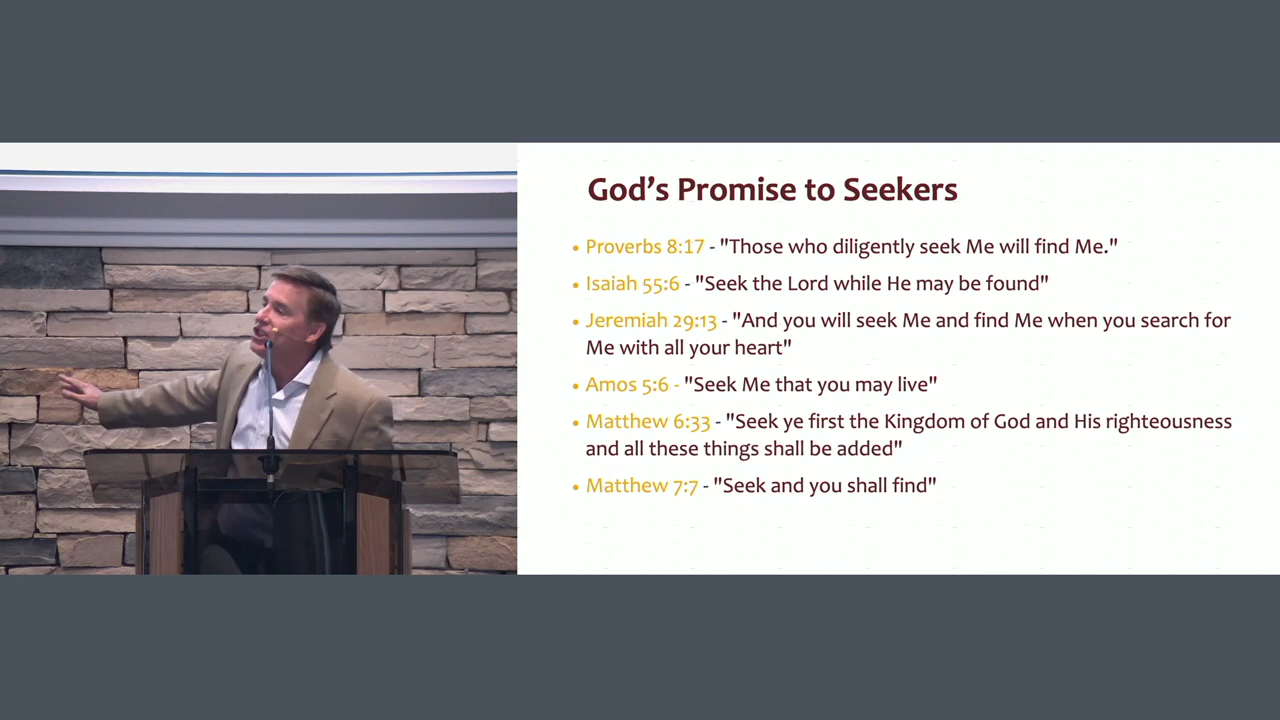 God's Promise to Seekers
• Proverbs 8:17 - "Those who diligently seek Me will find Me."
• Isaiah 55:6 - "Seek the Lord while He may be found"
• Jeremiah 29:13 - "And you will seek Me and find Me when you search for
Me with all your heart"
• Amos 5:6 - "Seek Me that you may live"
• Matthew 6:33 - "Seek ye first the Kingdom of God and His righteousness
and all these things shall be added"
• Matthew 7:7 - "Seek and you shall find"